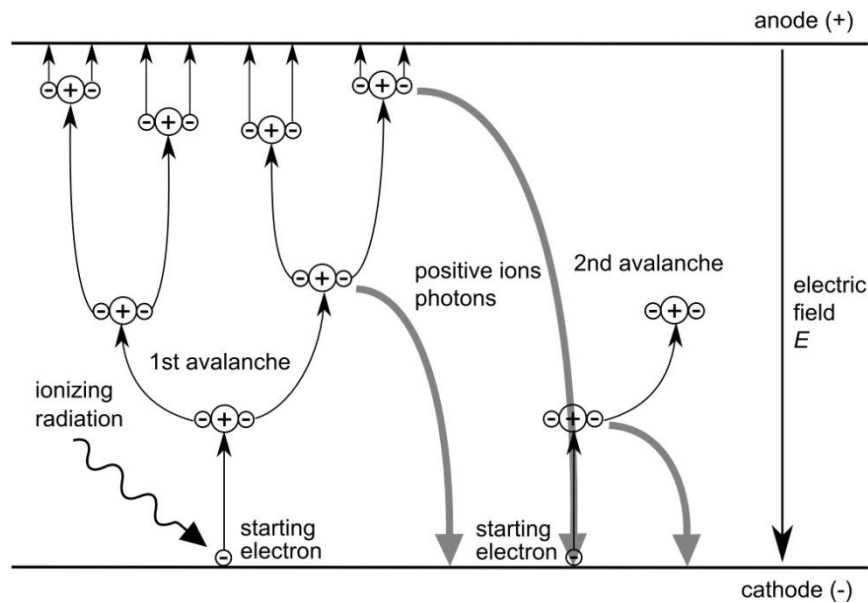 anode (+)
positive ions
photons
2nd avalanche
electric
field
E
1st avalanche
ionizing
radiation
starting
electron
starting
electron
cathode (-)